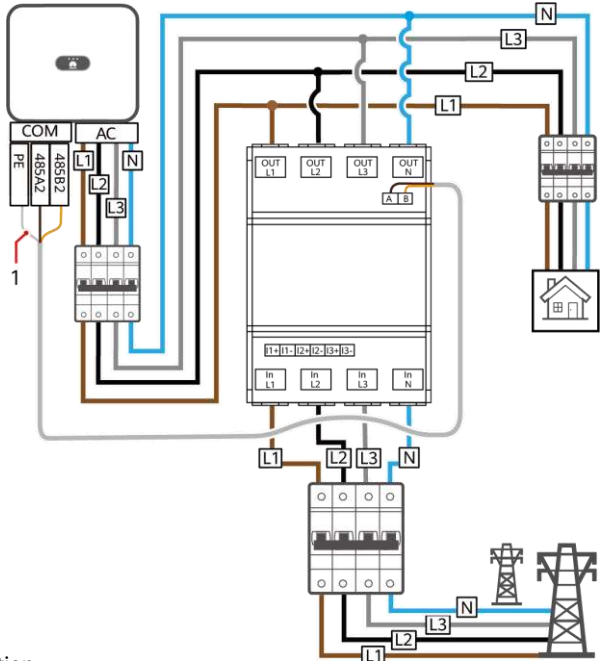 N
L3
L2
L1
COM
AC
PE
485A2
485B2
L1
L2
L3
N
1
OUT L1
OUT L2
OUT L3
OUT N
A B
I1+ I1- I2+ I2- I3+ I3-
In L1
In L2
In L3
In N
L1
L2
L3
N
N
L3
L2
L1